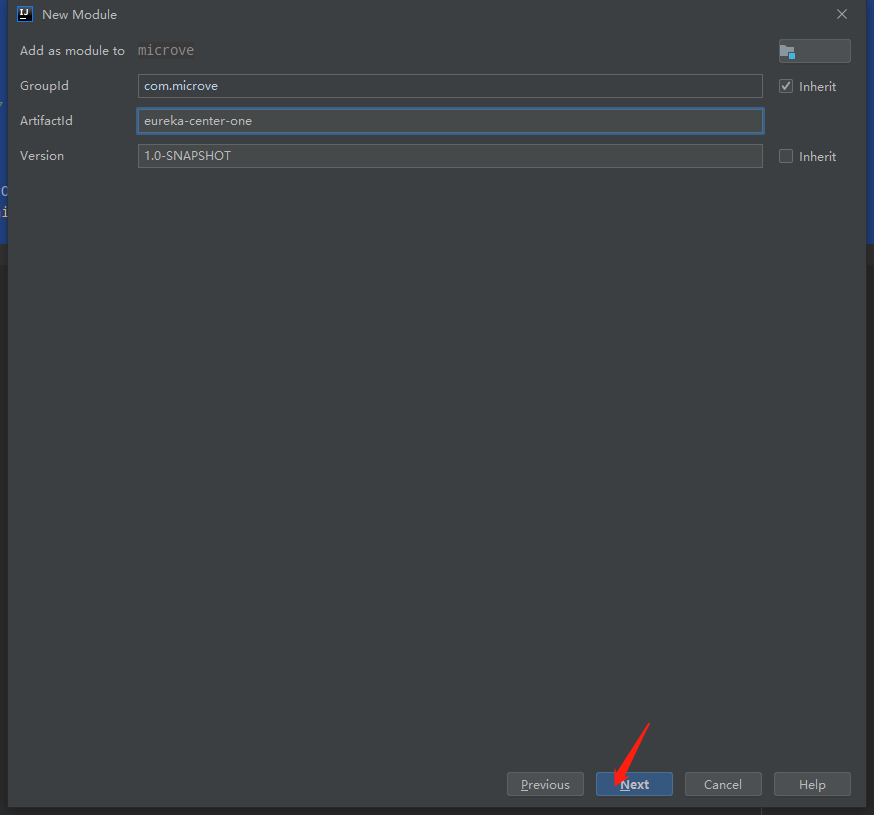 New Module
Add as module to microve
GroupId com.microve Inherit
ArtifactId eureka-center-one
Version 1.0-SNAPSHOT Inherit
Previous Next Cancel Help